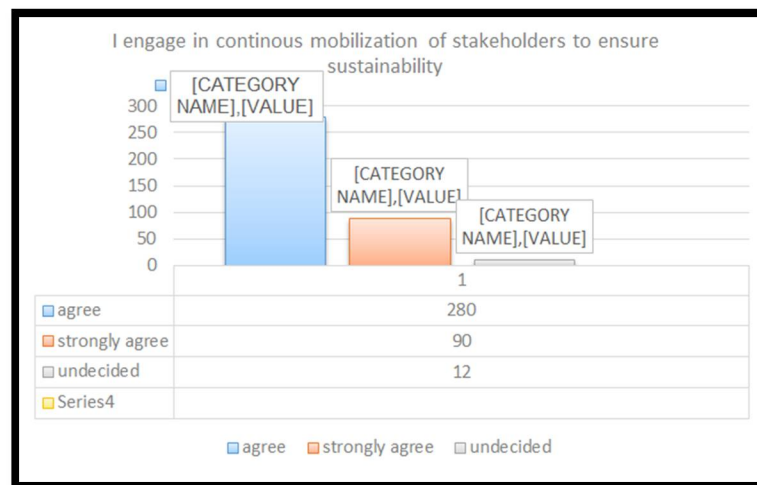 I engage in continous mobilization of stakeholders to ensure
sustainability
[CATEGORY
NAME],[VALUE]
[CATEGORY
NAME],[VALUE]
[CATEGORY
NAME],[VALUE]
300
250
200
150
100
50
0
1
agree 280
strongly agree 90
undecided 12
Series4
agree strongly agree undecided